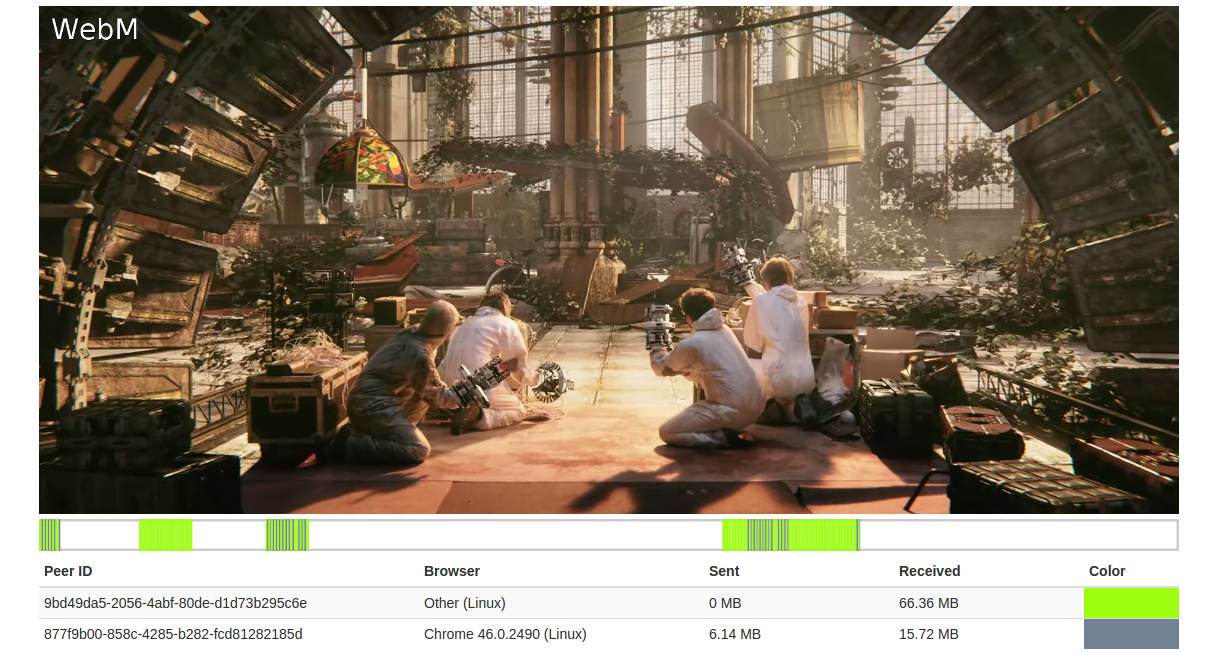 WebM
Peer ID Browser Sent Received Color
9bd49da5-2056-4abf-80de-d1d73b295c6e Other (Linux) 0 MB 66.36 MB
877f9b00-858c-4285-b282-fcd81282185d Chrome 46.0.2490 (Linux) 6.14 MB 15.72 MB